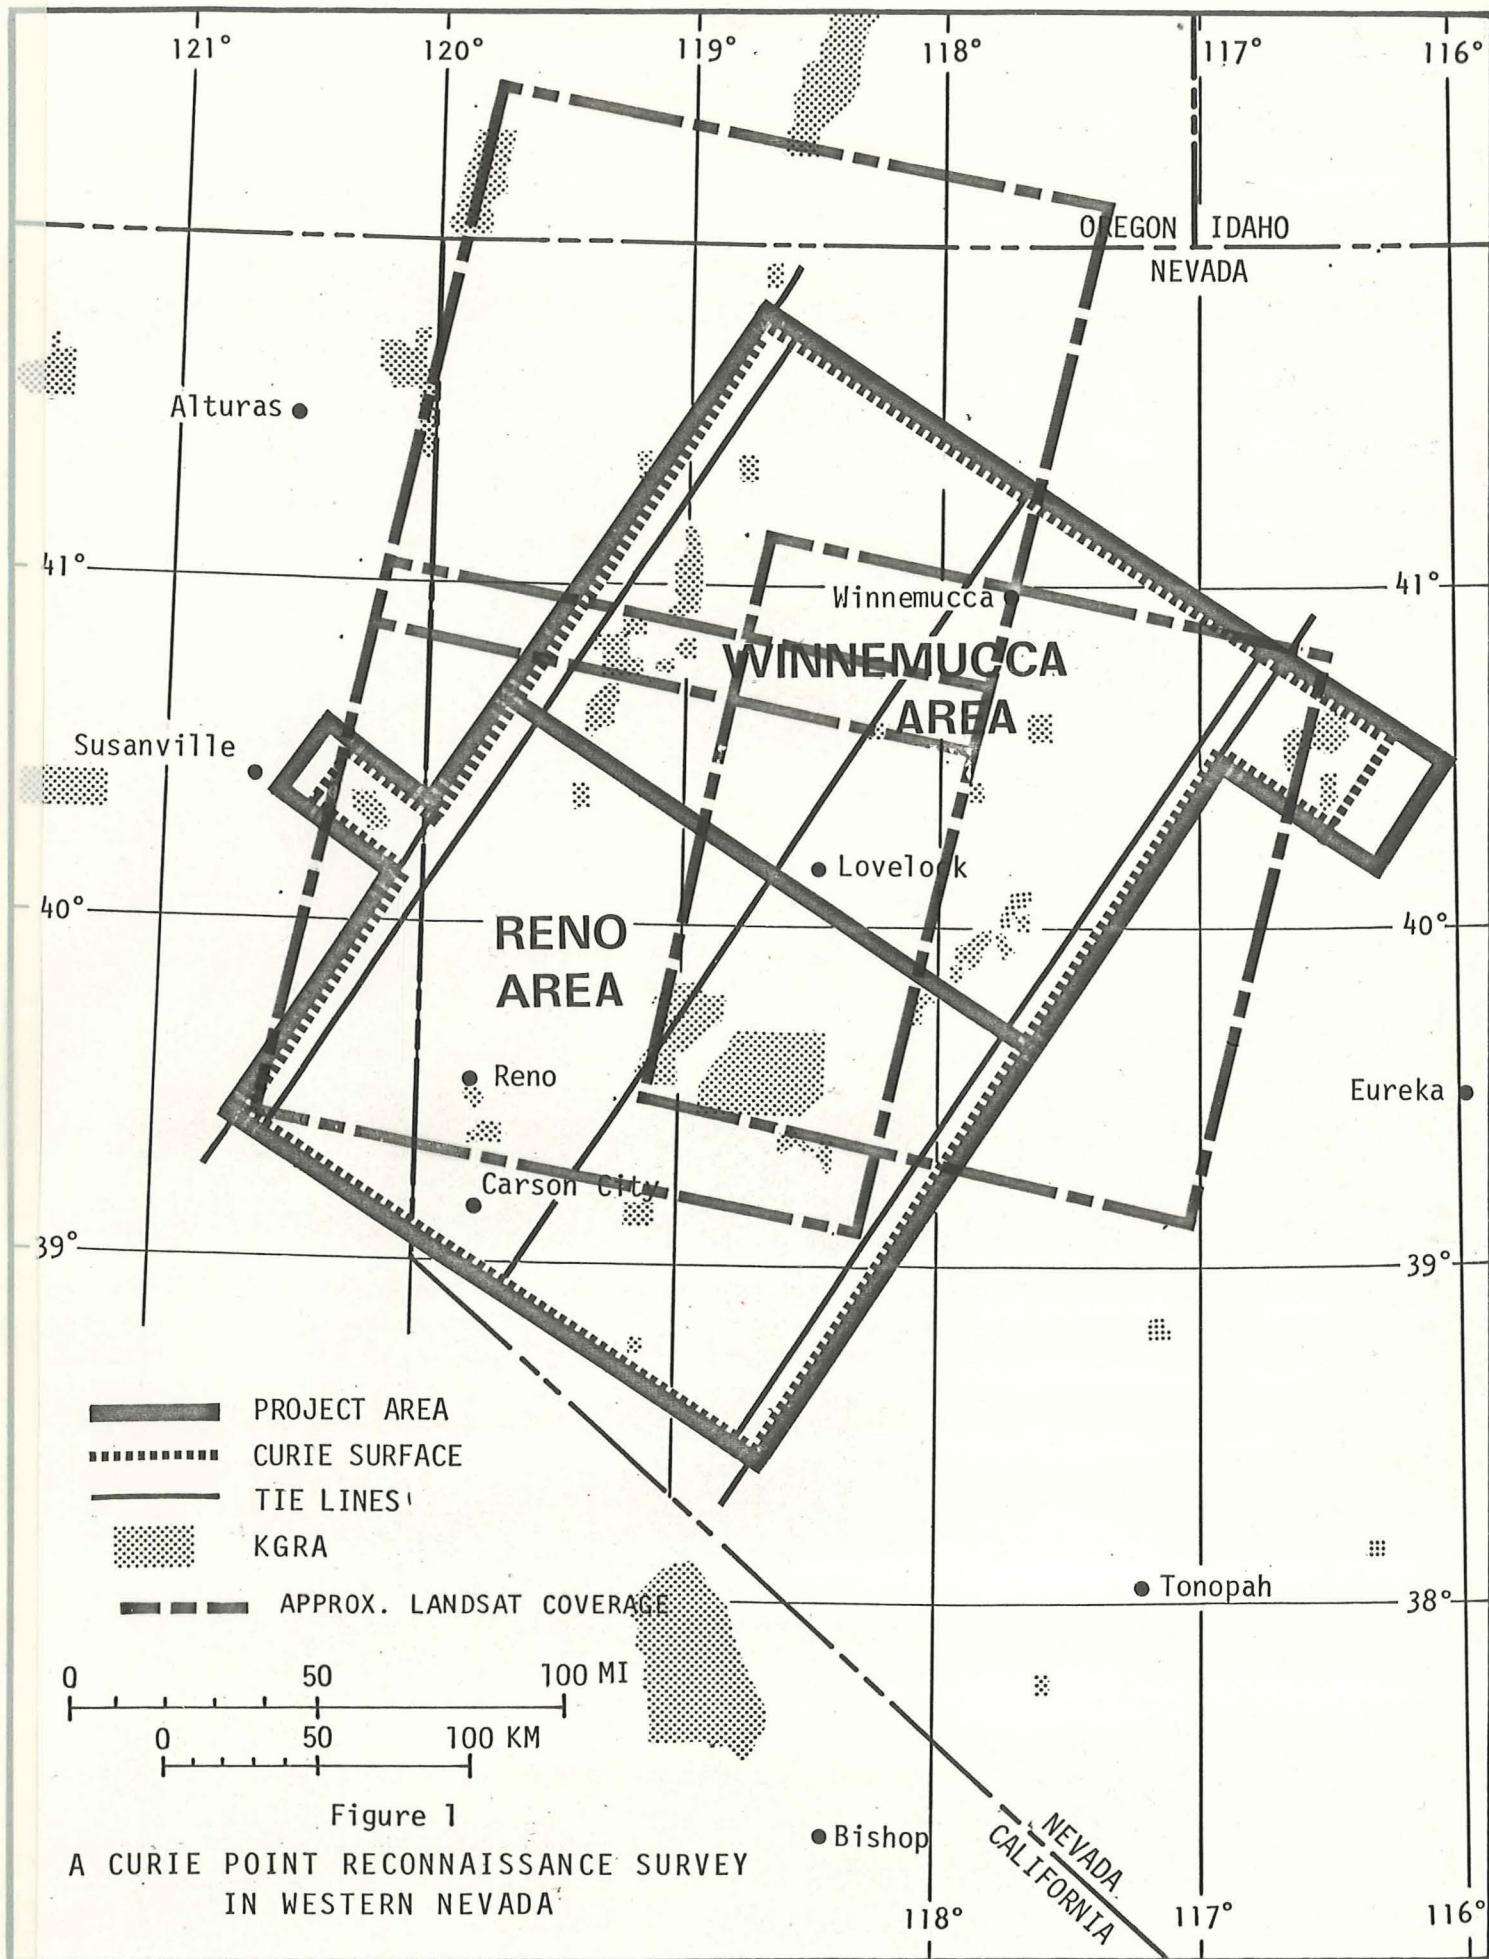 121° 120° 119° 118° 117° 116°
OREGON IDAHO
NEVADA
Alturas
41° 41°
Winnemucca
WINNEMUCCA
AREA
Susanville
Lovelock
40° 40°
RENO
AREA
Reno
Eureka
Carson City
39° 39°
PROJECT AREA
CURIE SURFACE
TIE LINES
KGRA
APPROX. LANDSAT COVERAGE
38°
Tonopah
0 50 100 MI
0 50 100 KM
Figure 1
Bishop
NEVADA
CALIFORNIA
A CURIE POINT RECONNAISSANCE SURVEY
IN WESTERN NEVADA
118° 117° 116°